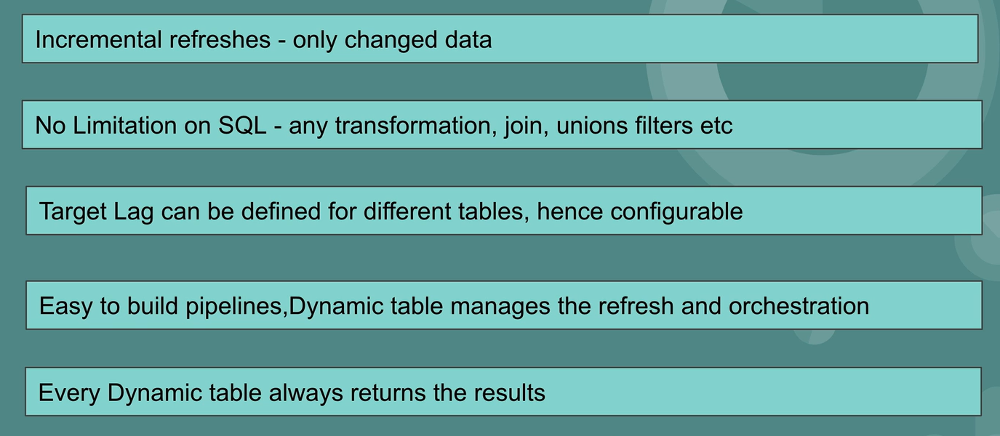 Incremental refreshes - only changed data
No Limitation on SQL - any transformation, join, unions filters etc
Target Lag can be defined for different tables, hence configurable
Easy to build pipelines,Dynamic table manages the refresh and orchestration
Every Dynamic table always returns the results